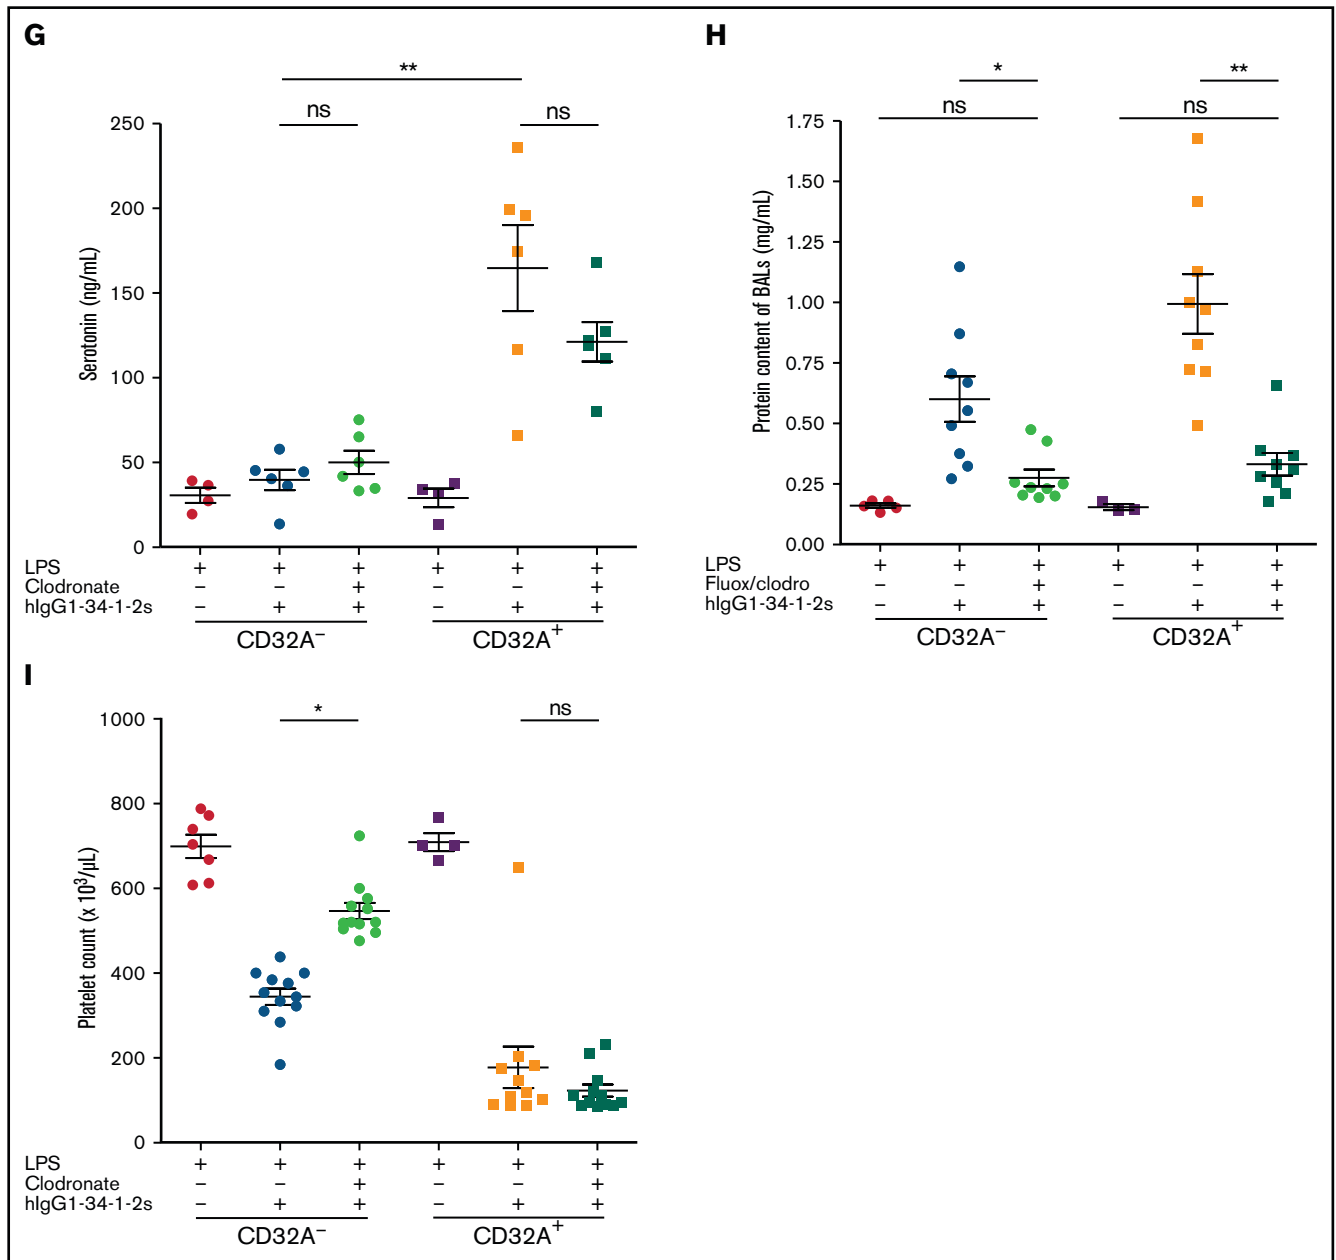 G
**
ns
ns
250
200
150
100
50
0
Serotonin (ng/mL)
LPS + + + + + +
Clodronate – – + – – +
hIgG1-34-1-2s – + + – + +
CD32A– CD32A+
H
* **
ns ns
1.75
1.50
1.25
1.00
0.75
0.50
0.25
0.00
Protein content of BALs (mg/mL)
LPS + + + + + +
Fluox/clodro – – + – – +
hIgG1-34-1-2s – + + – + +
CD32A– CD32A+
I
* ns
1000
800
600
400
200
0
Platelet count (x 10³/µL)
LPS + + + + + +
Clodronate – – + – – +
hIgG1-34-1-2s – + + – + +
CD32A– CD32A+